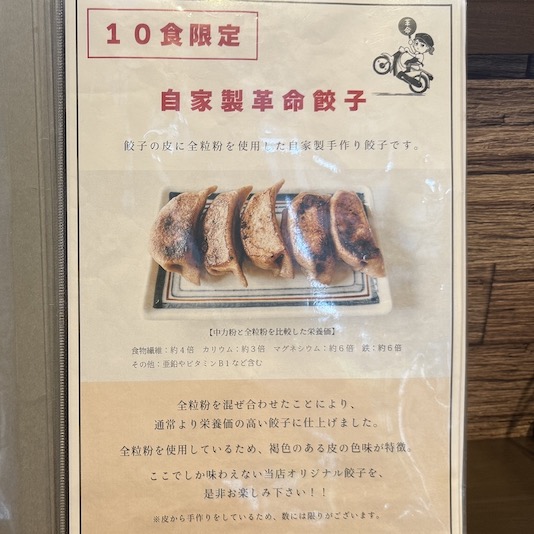 10食限定
革命
自家製革命餃子
餃子の皮に全粒粉を使用した自家製手作り餃子です。
【中力粉と全粒粉を比較した栄養価】
食物繊維：約4倍 カリウム：約3倍 マグネシウム：約6倍 鉄：約6倍
その他：亜鉛やビタミンB1など含む
全粒粉を混ぜ合わせたことにより、
通常より栄養価の高い餃子に仕上げました。
全粒粉を使用しているため、褐色のある皮の色味が特徴。
ここでしか味わえない当店オリジナル餃子を、
是非お楽しみ下さい！！
※皮から手作りをしているため、数には限りがございます。